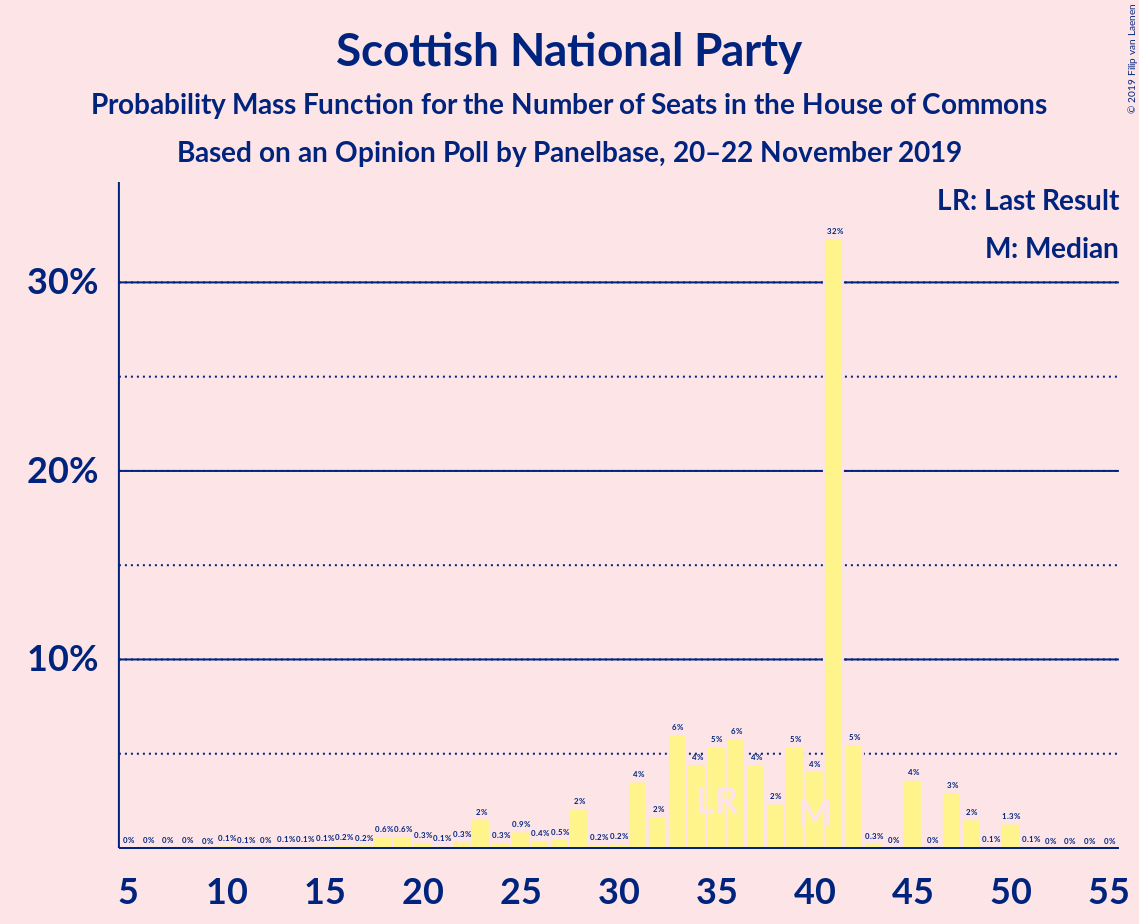 Scottish National Party
Probability Mass Function for the Number of Seats in the House of Commons
Based on an Opinion Poll by Panelbase, 20–22 November 2019
© 2019 Filip van Laenen
LR: Last Result
M: Median
30%
20%
10%
0% 0% 0% 0% 0% 0.1% 0.1% 0% 0.1% 0.1% 0.1% 0.2% 0.2% 0.6% 0.6% 0.3% 0.1% 0.3% 2% 0.3% 0.9% 0.4% 0.5% 2% 0.2% 0.2% 4% 2% 6% 4% 5% 6% 4% 2% 5% 4% 32% 5% 0.3% 0% 4% 0% 3% 2% 0.1% 1.3% 0.1% 0% 0% 0% 0%
LR M
5 10 15 20 25 30 35 40 45 50 55